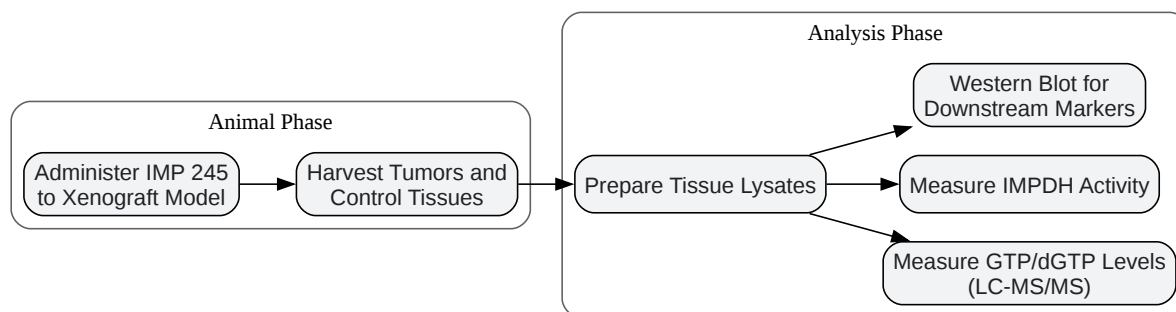 Animal Phase
Administer IMP 245
to Xenograft Model
Harvest Tumors and
Control Tissues
Analysis Phase
Prepare Tissue Lysates
Western Blot for
Downstream Markers
Measure IMPDH Activity
Measure GTP/dGTP Levels
(LC-MS/MS)